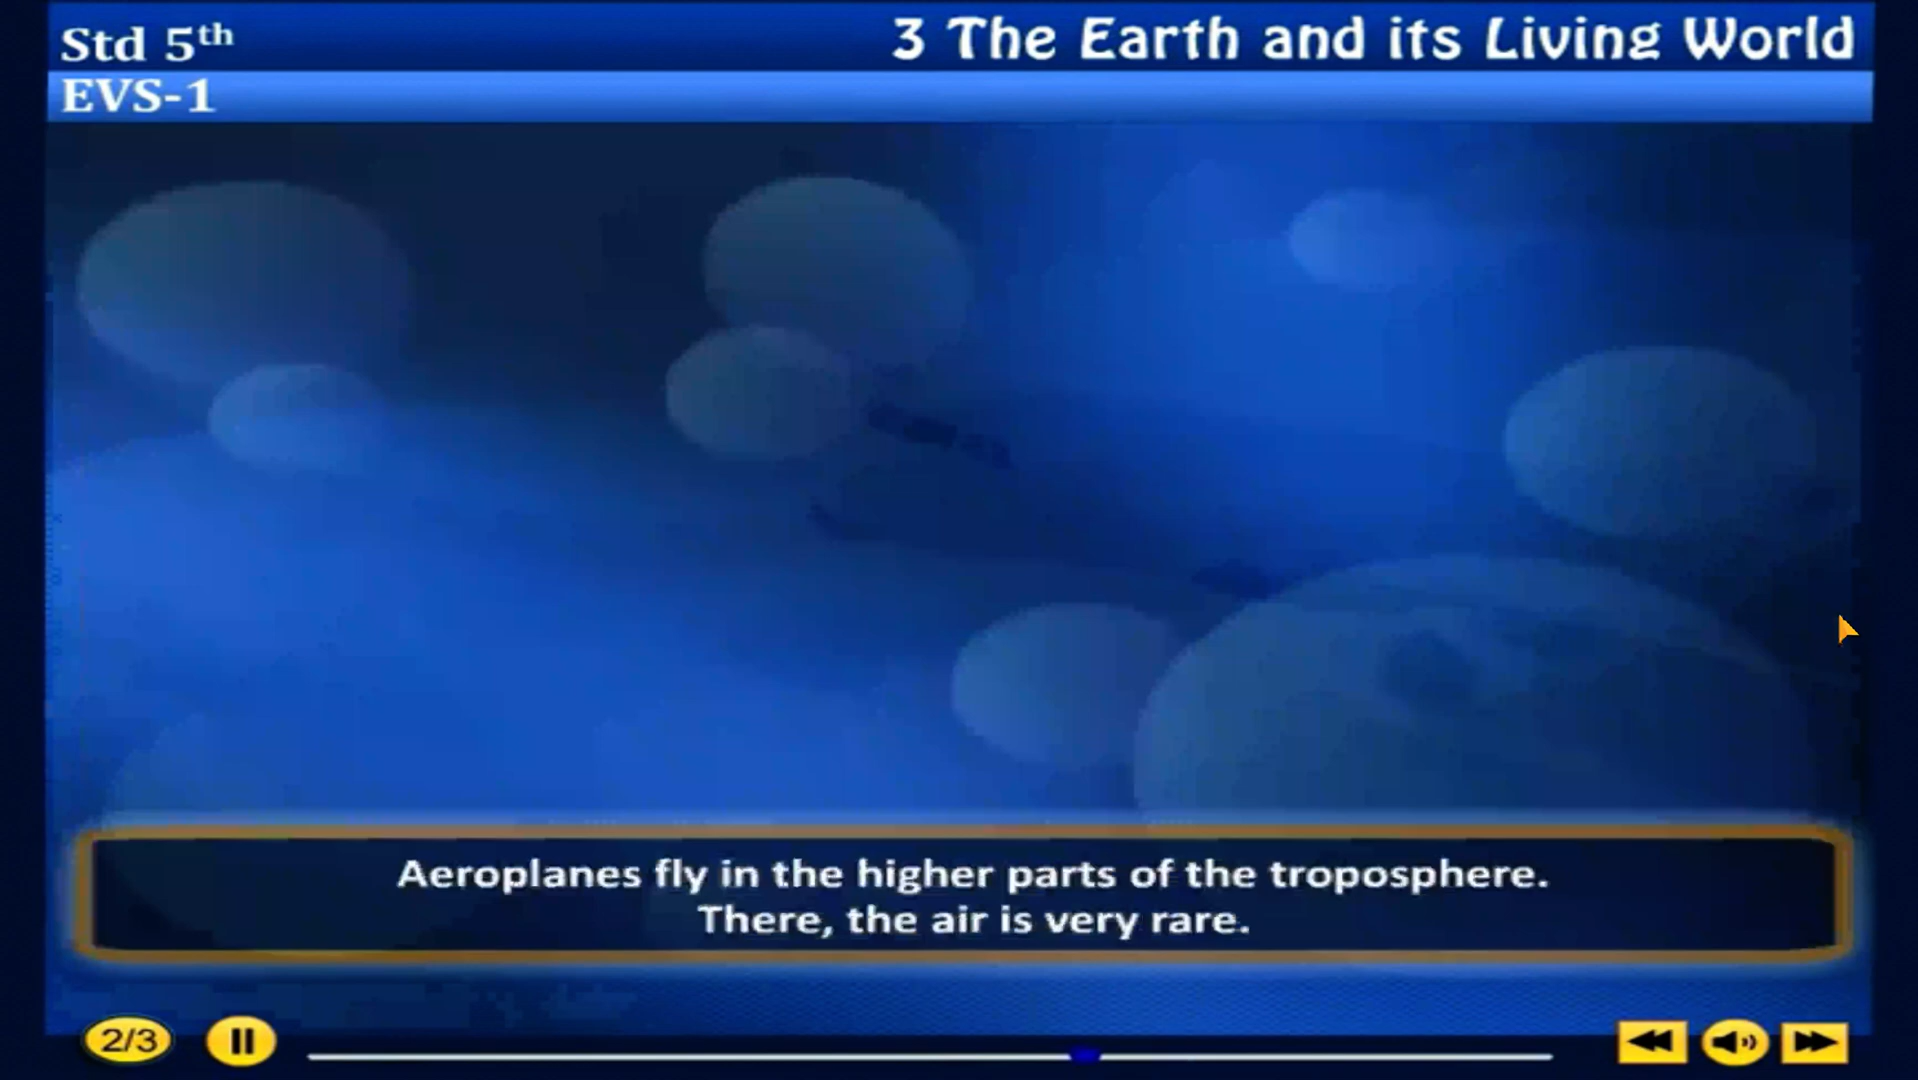 Std 5th
3 The Earth and its Living World
EVS-1
Aeroplanes fly in the higher parts of the troposphere.
There, the air is very rare.
2/3